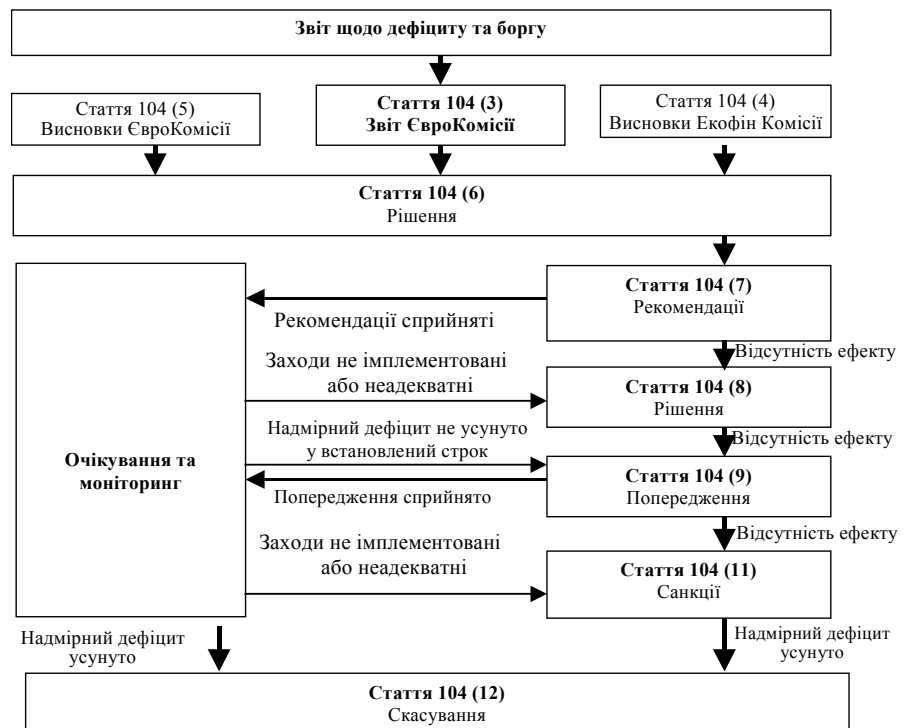 Звіт щодо дефіциту та боргу
Стаття 104 (5)
Висновки ЄвроКомісії
Стаття 104 (3)
Звіт ЄвроКомісії
Стаття 104 (4)
Висновки Екофін Комісії
Стаття 104 (6)
Рішення
Стаття 104 (7)
Рекомендації
Рекомендації сприйняті
Відсутність ефекту
Заходи не імплементовані
або неадекватні
Стаття 104 (8)
Рішення
Надмірний дефіцит не усунуто
у встановлений строк
Відсутність ефекту
Очікування та
моніторинг
Стаття 104 (9)
Попередження
Попередження сприйнято
Відсутність ефекту
Заходи не імплементовані
або неадекватні
Стаття 104 (11)
Санкції
Надмірний дефіцит
усунуто
Надмірний дефіцит
усунуто
Стаття 104 (12)
Скасування